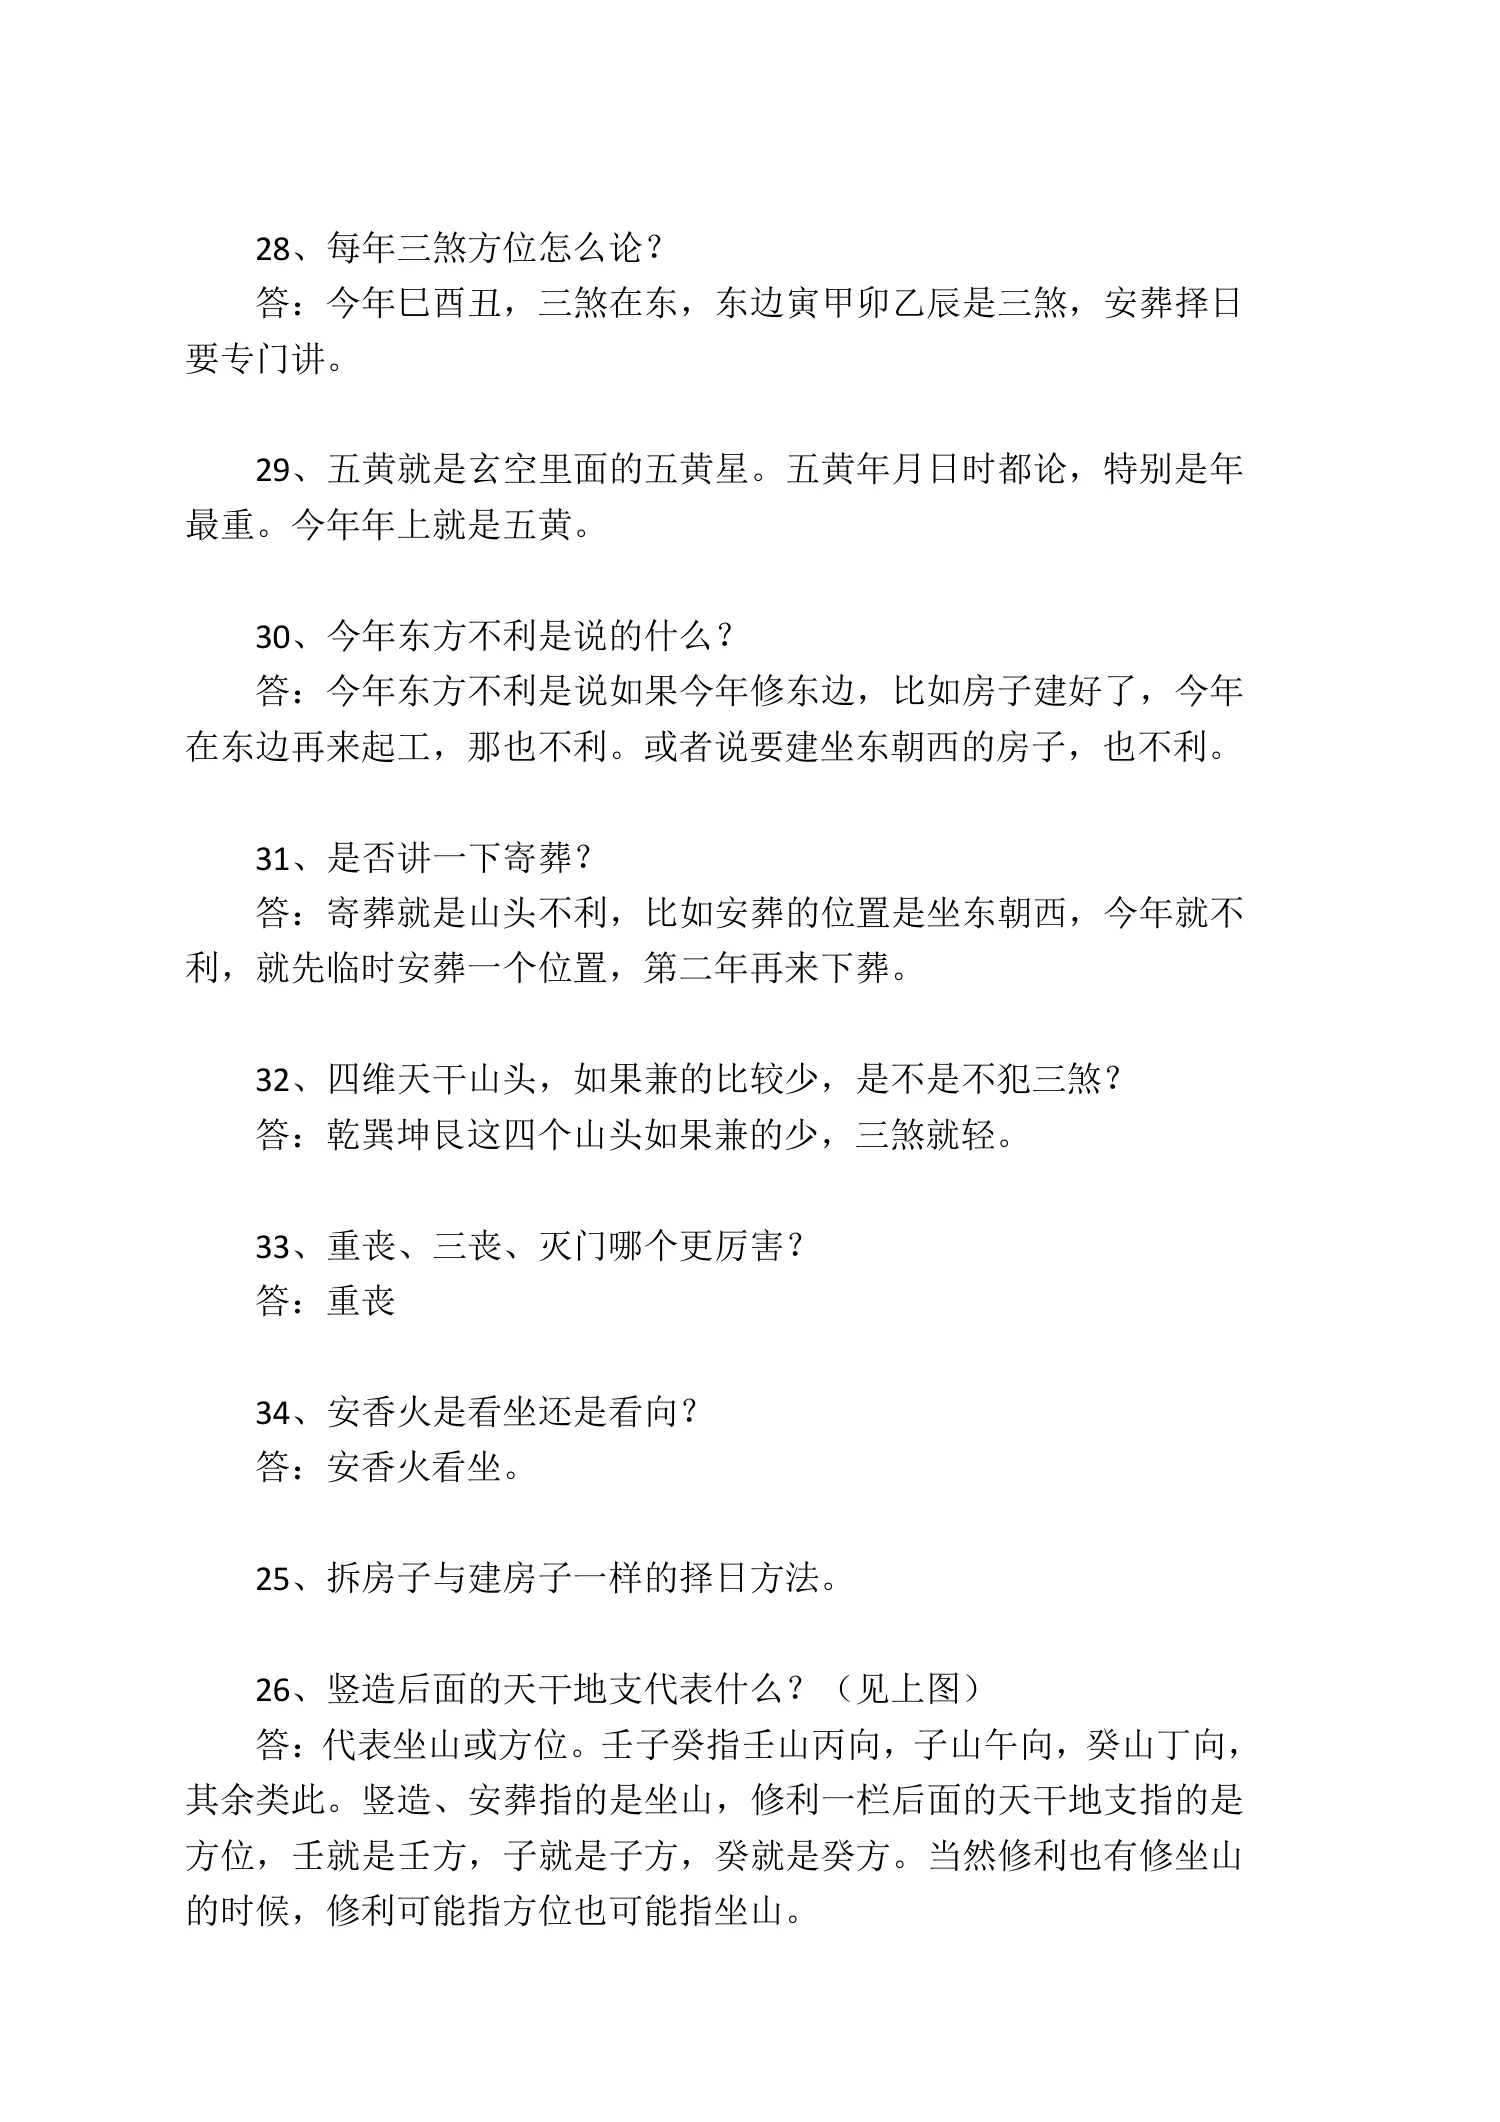 28、每年三煞方位怎么论？
答：今年巳酉丑，三煞在东，东边寅甲卯乙辰是三煞，安葬择日
要专门讲。
29、五黄就是玄空里面的五黄星。五黄年月日时都论，特别是年
最重。今年年上就是五黄。
30、今年东方不利是说的什么？
答：今年东方不利是说如果今年修东边，比如房子建好了，今年
在东边再来起工，那也不利。或者说要建坐东朝西的房子，也不利。
31、是否讲一下寄葬？
答：寄葬就是山头不利，比如安葬的位置是坐东朝西，今年就不
利，就先临时安葬一个位置，第二年再来下葬。
32、四维天干山头，如果兼的比较少，是不是不犯三煞？
答：乾巽坤艮这四个山头如果兼的少，三煞就轻。
33、重丧、三丧、灭门哪个更厉害？
答：重丧
34、安香火是看坐还是看向？
答：安香火看坐。
25、拆房子与建房子一样的择日方法。
26、竖造后面的天干地支代表什么？（见上图）
答：代表坐山或方位。壬子癸指壬山丙向，子山午向，癸山丁向，
其余类此。竖造、安葬指的是坐山，修利一栏后面的天干地支指的是
方位，壬就是壬方，子就是子方，癸就是癸方。当然修利也有修坐山
的时候，修利可能指方位也可能指坐山。